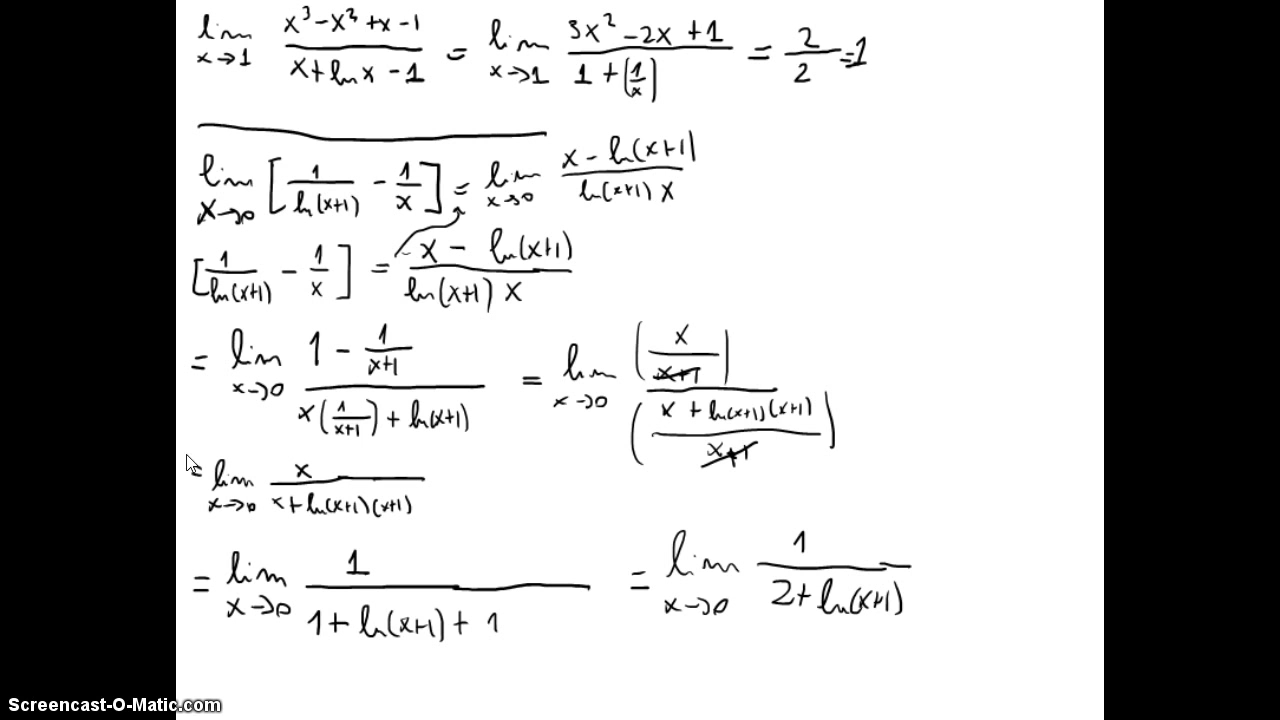 lim x→1 (x³-x²+x-1)/(x+ln x-1) = lim x→1 (3x²-2x+1)/(1+(1/x)) = 2/2 = 1
lim x→0 [1/ln(x+1) - 1/x] = lim x→0 (x-ln(x+1))/(ln(x+1) x)
[1/ln(x+1) - 1/x] = (x - ln(x+1))/(ln(x+1) x)
= lim x→0 (1 - 1/(x+1))/(x(1/(x+1)) + ln(x+1)) = lim x→0 (x/(x+1))/((x+ln(x+1)(x+1))/(x+1))
= lim x→0 x/(x+ln(x+1)(x+1))
= lim x→0 1/(1+ln(x+1)+1) = lim x→0 1/(2+ln(x+1))
Screencast-O-Matic.com